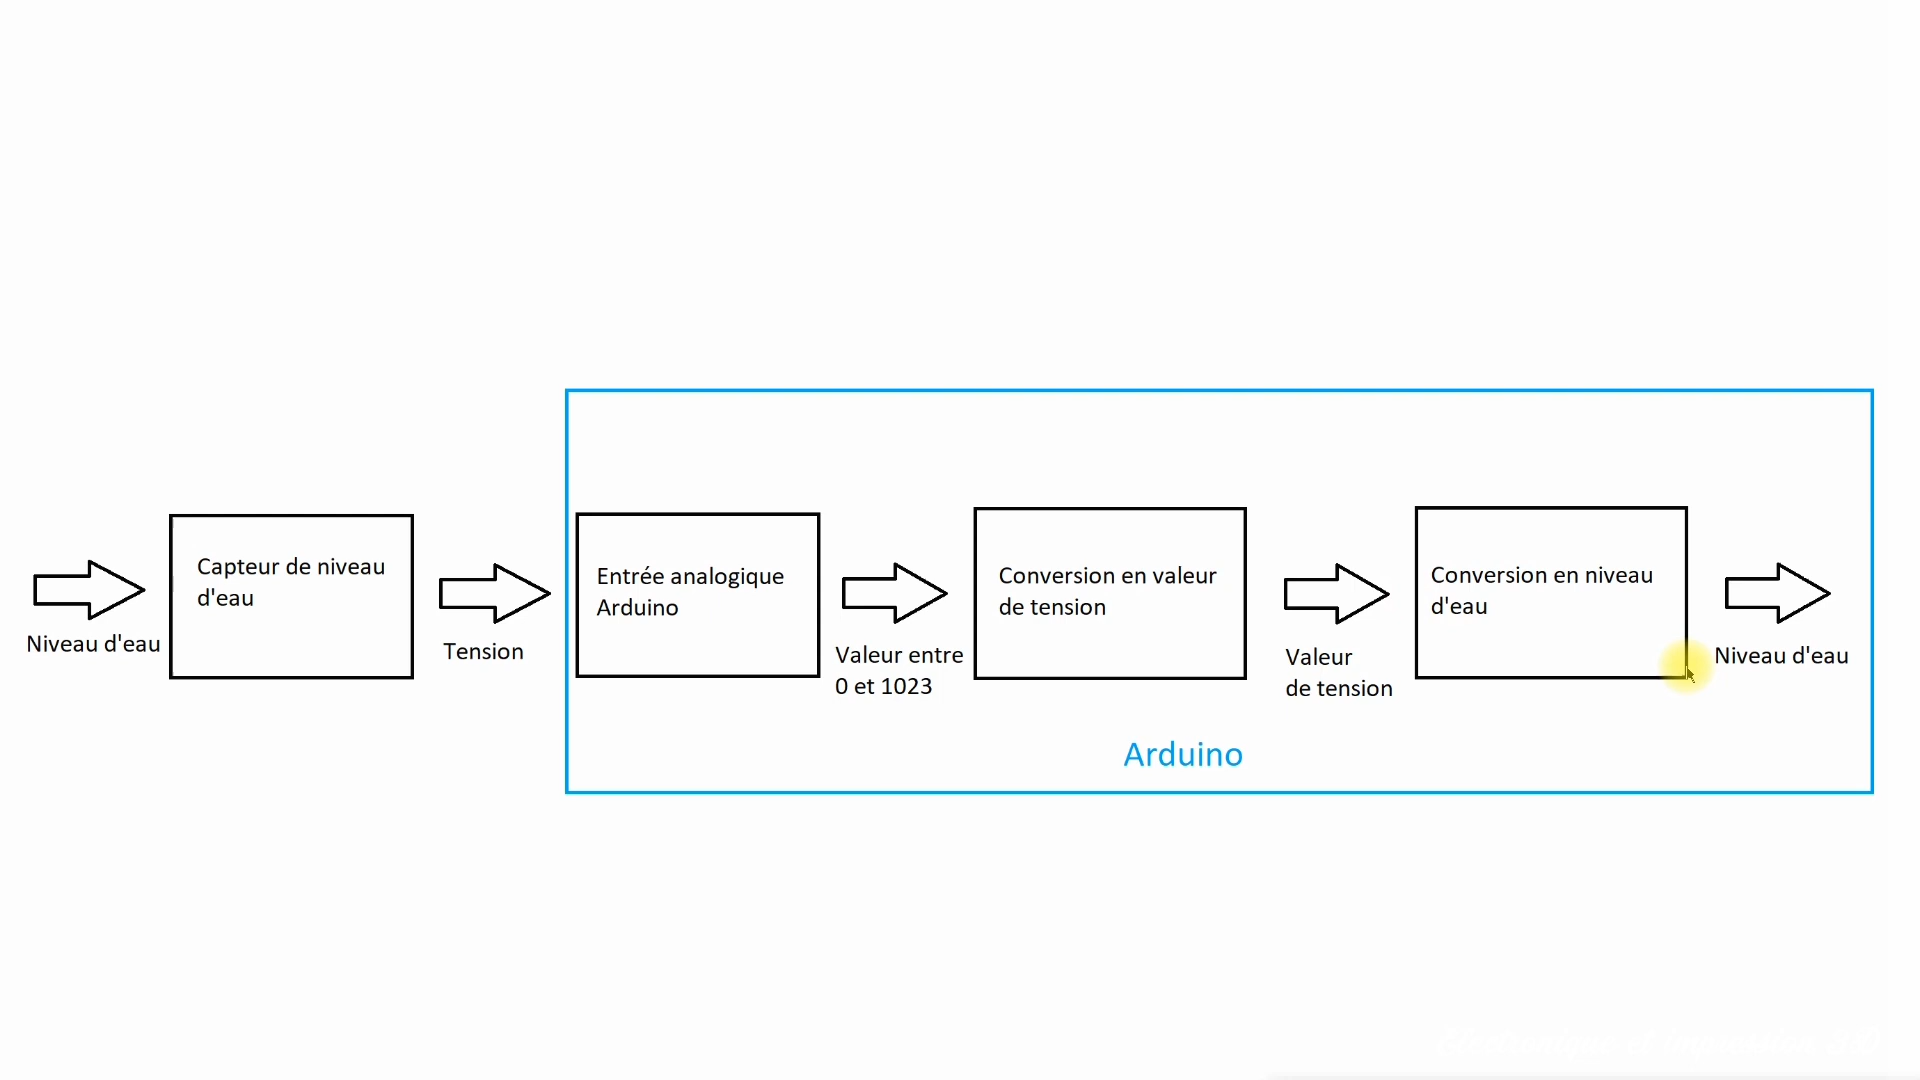 Niveau d'eau
Capteur de niveau
d'eau
Tension
Entrée analogique
Arduino
Valeur entre
0 et 1023
Conversion en valeur
de tension
Valeur
de tension
Conversion en niveau
d'eau
Niveau d'eau
Arduino